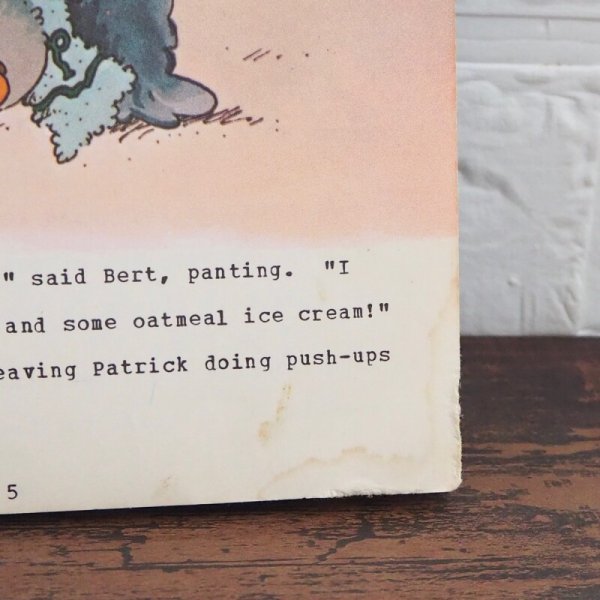 " said Bert, panting. "I
and some oatmeal ice cream!"
eaving Patrick doing push-ups
5